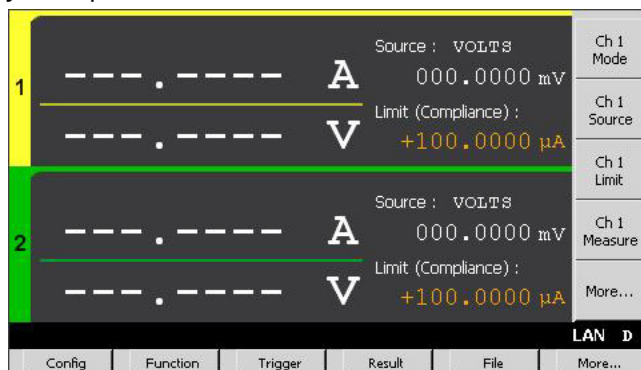 1
---.---- A
Source : VOLTS
000.0000 mV
---.---- V
Limit (Compliance) :
+100.0000 µA
2
---.---- A
Source : VOLTS
000.0000 mV
---.---- V
Limit (Compliance) :
+100.0000 µA
Ch 1
Mode
Ch 1
Source
Ch 1
Limit
Ch 1
Measure
More...
LAN D
Config Function Trigger Result File More...